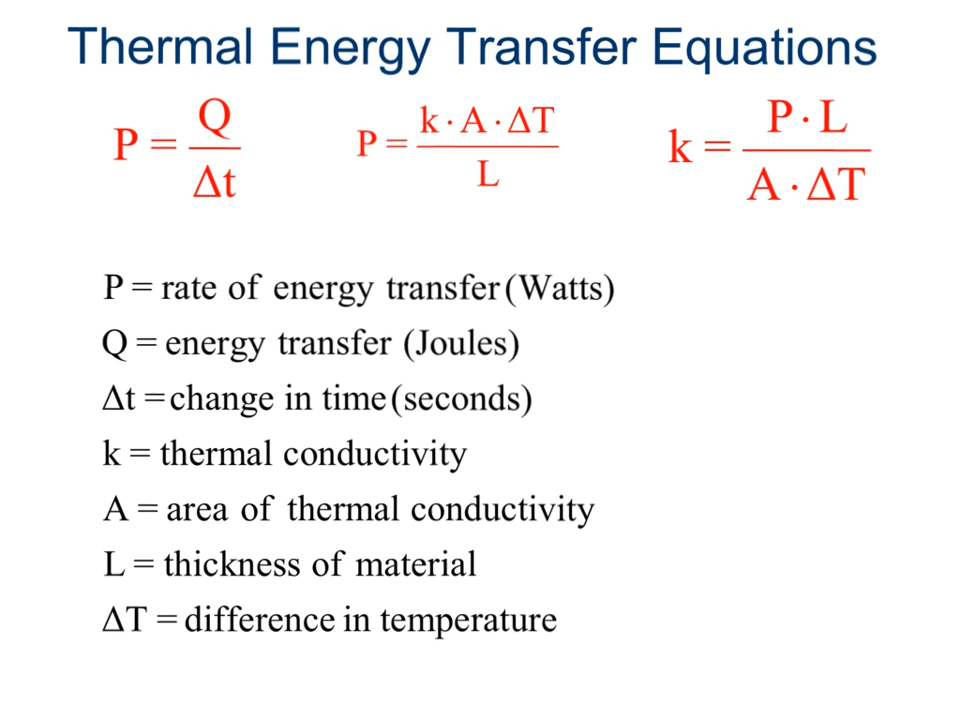 Thermal Energy Transfer Equations
P = Q / Δt
P = k · A · ΔT / L
k = P · L / A · ΔT
P = rate of energy transfer (Watts)
Q = energy transfer (Joules)
Δt = change in time (seconds)
k = thermal conductivity
A = area of thermal conductivity
L = thickness of material
ΔT = difference in temperature